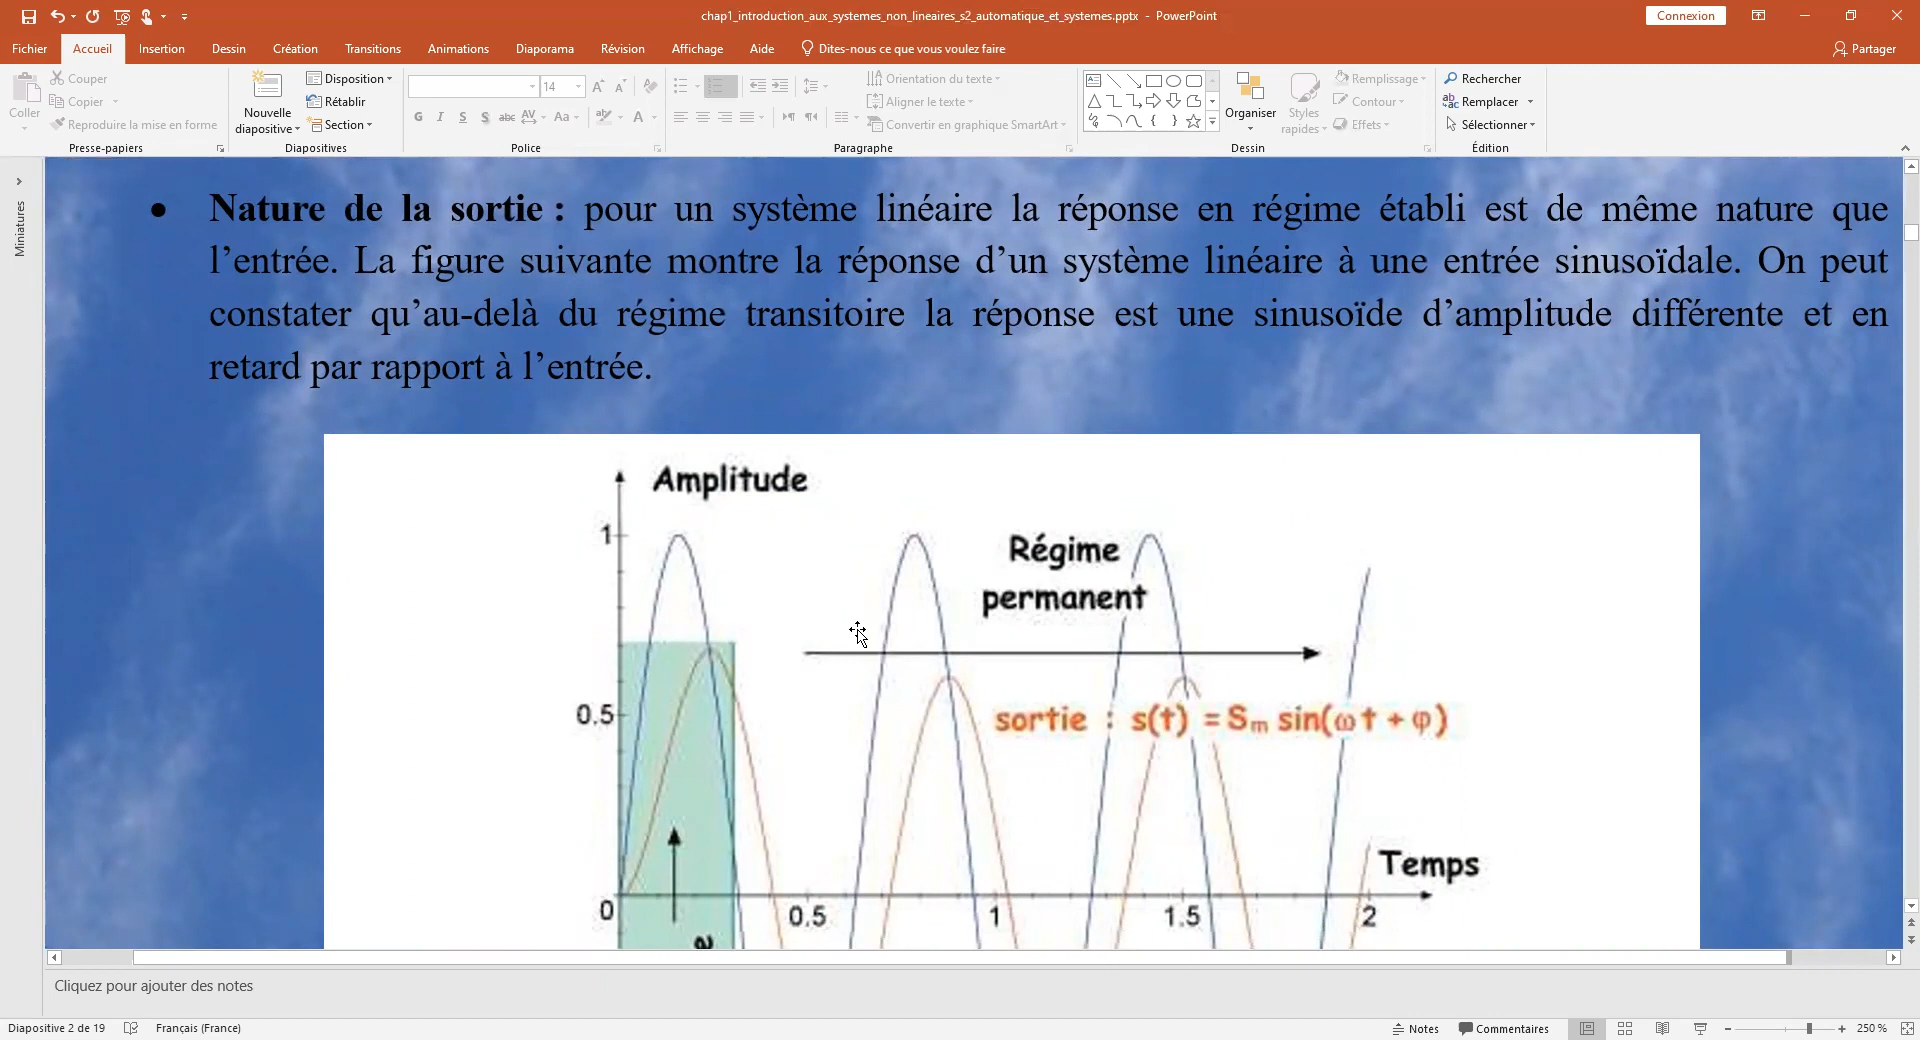 chap1_introduction_aux_systemes_non_lineaires_s2_automatique_et_systemes.pptx - PowerPoint
Connexion
Fichier Accueil Insertion Dessin Création Transitions Animations Diaporama Révision Affichage Aide Dites-nous ce que vous voulez faire Partager
Coller
Couper
Copier
Reproduire la mise en forme
Presse-papiers
Nouvelle diapositive
Disposition
Rétablir
Section
Diapositives
14
G I S S abc AV Aa A
Police
Orientation du texte
Aligner le texte
Convertir en graphique SmartArt
Paragraphe
Organiser
Styles rapides
Remplissage
Contour
Effets
Dessin
Rechercher
Remplacer
Sélectionner
Édition
Miniatures
• Nature de la sortie : pour un système linéaire la réponse en régime établi est de même nature que
l’entrée. La figure suivante montre la réponse d’un système linéaire à une entrée sinusoïdale. On peut
constater qu’au-delà du régime transitoire la réponse est une sinusoïde d’amplitude différente et en
retard par rapport à l’entrée.
Amplitude
1
Régime
permanent
0.5
sortie : s(t) = Sm sin(ω t + φ)
Temps
0 0.5 1 1.5 2
Cliquez pour ajouter des notes
Diapositive 2 de 19 Français (France) Notes Commentaires 250 %